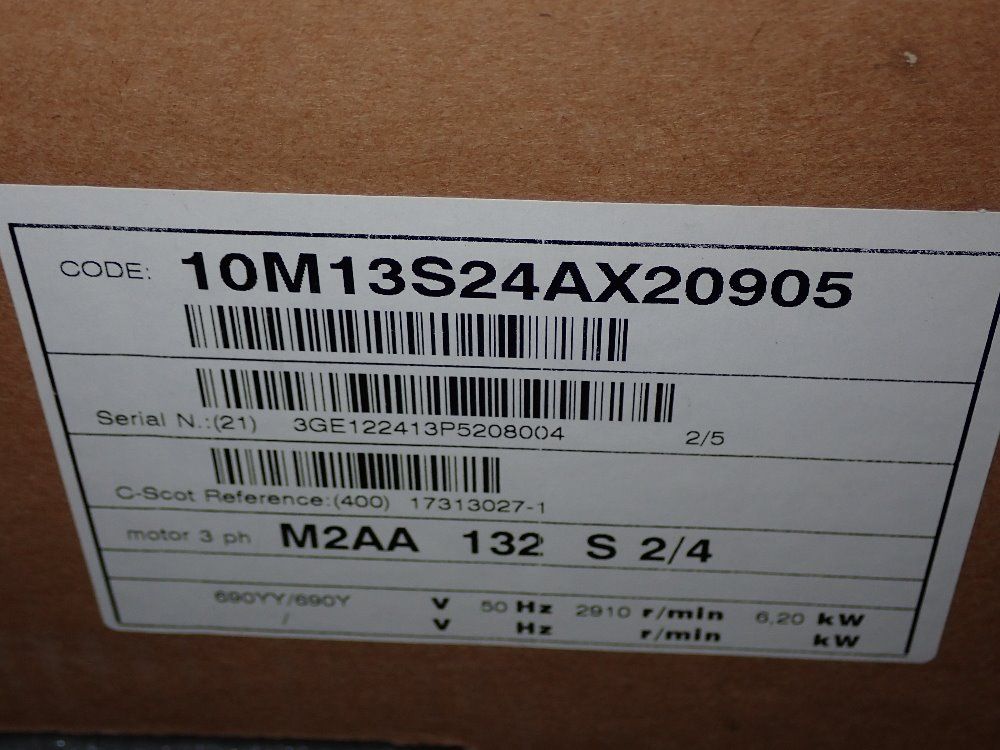 CODE: 10M13S24AX20905
Serial N.:(21) 3GE122413P5208004 2/5
C-Scot Reference:(400) 17313027-1
motor 3 ph M2AA 132 S 2/4
690YY/690Y V 50 Hz 2910 r/min 6,20 kW
/ V Hz r/min kW